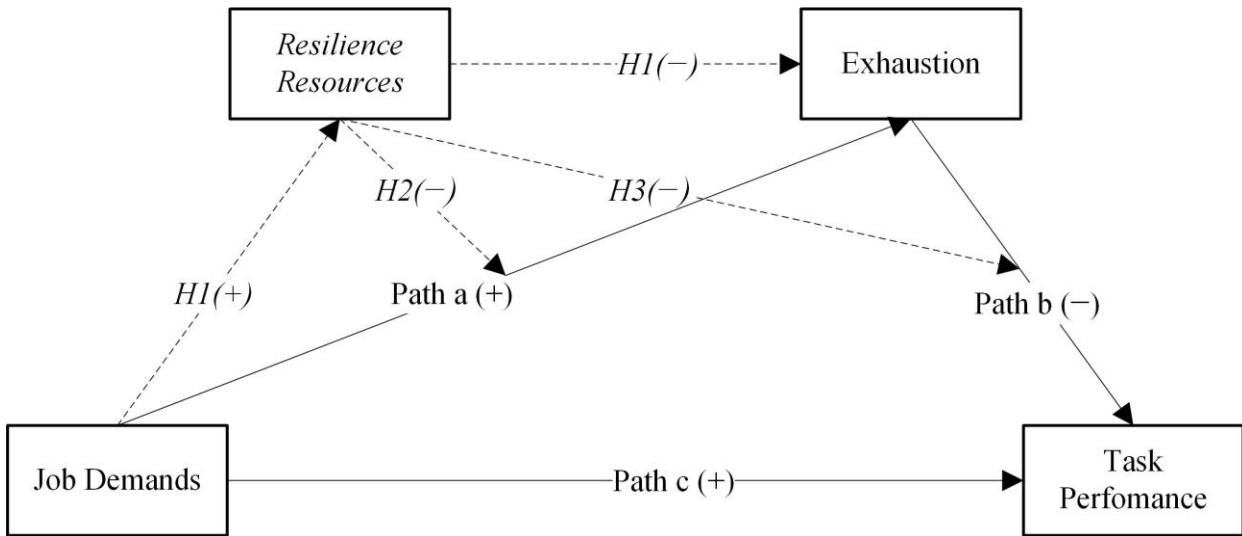 Resilience
Resources
H1(−)
Exhaustion
H2(−)
H3(−)
H1(+)
Path a (+)
Path b (−)
Job Demands
Path c (+)
Task
Perfomance